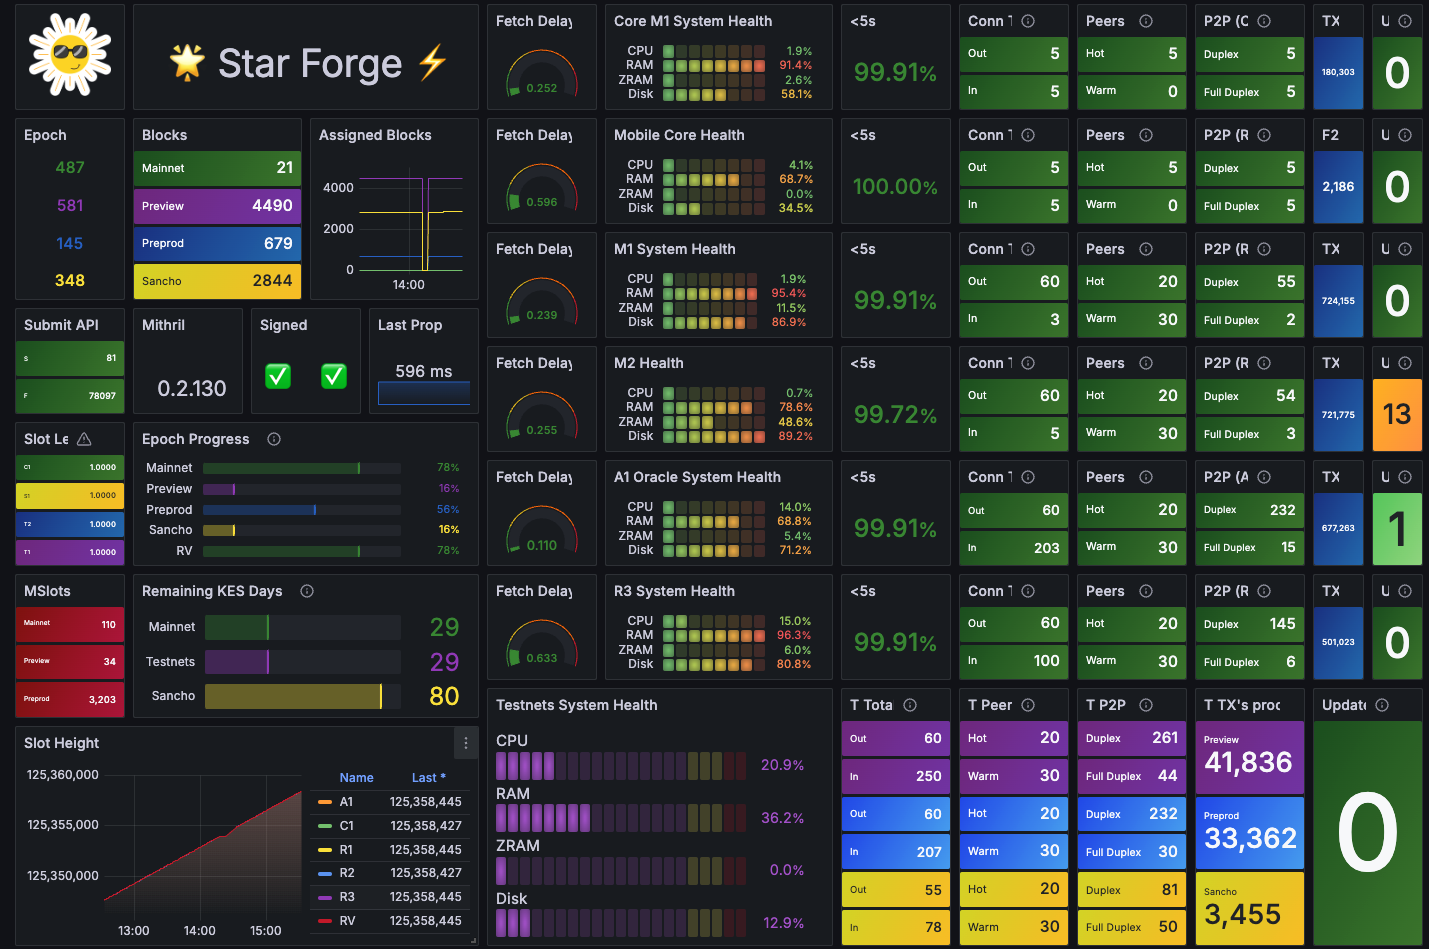 🌟 Star Forge ⚡
Epoch
487
581
145
348
Blocks
Mainnet 21
Preview 4490
Preprod 679
Sancho 2844
Assigned Blocks
4000
2000
0
14:00
Submit API
S 81
F 78097
Mithril
0.2.130
Signed
✅ ✅
Last Prop
596 ms
Slot Le
C1 1.0000
S1 1.0000
T2 1.0000
T1 1.0000
Epoch Progress
Mainnet 78%
Preview 16%
Preprod 56%
Sancho 16%
RV 78%
MSlots
Mainnet 110
Preview 34
Preprod 3,203
Remaining KES Days
Mainnet 29
Testnets 29
Sancho 80
Slot Height
125,360,000
125,355,000
125,350,000
13:00 14:00 15:00
Name Last *
A1 125,358,445
C1 125,358,427
R1 125,358,445
R2 125,358,427
R3 125,358,445
RV 125,358,445
Fetch Delay
0.252
Core M1 System Health
CPU 1.9%
RAM 91.4%
ZRAM 2.6%
Disk 58.1%
<5s
99.91%
Conn T
Out 5
In 5
Peers
Hot 5
Warm 0
P2P (C
Duplex 5
Full Duplex 5
TX
180,303
U
0
Fetch Delay
0.596
Mobile Core Health
CPU 4.1%
RAM 68.7%
ZRAM 0.0%
Disk 34.5%
<5s
100.00%
Conn T
Out 5
In 5
Peers
Hot 5
Warm 0
P2P (R
Duplex 5
Full Duplex 5
F2
2,186
U
0
Fetch Delay
0.239
M1 System Health
CPU 1.9%
RAM 95.4%
ZRAM 11.5%
Disk 86.9%
<5s
99.91%
Conn T
Out 60
In 3
Peers
Hot 20
Warm 30
P2P (R
Duplex 55
Full Duplex 2
TX
724,155
U
0
Fetch Delay
0.255
M2 Health
CPU 0.7%
RAM 78.6%
ZRAM 48.6%
Disk 89.2%
<5s
99.72%
Conn T
Out 60
In 5
Peers
Hot 20
Warm 30
P2P (R
Duplex 54
Full Duplex 3
TX
721,775
U
13
Fetch Delay
0.110
A1 Oracle System Health
CPU 14.0%
RAM 68.8%
ZRAM 5.4%
Disk 71.2%
<5s
99.91%
Conn T
Out 60
In 203
Peers
Hot 20
Warm 30
P2P (A
Duplex 232
Full Duplex 15
TX
677,263
U
1
Fetch Delay
0.633
R3 System Health
CPU 15.0%
RAM 96.3%
ZRAM 6.0%
Disk 80.8%
<5s
99.91%
Conn T
Out 60
In 100
Peers
Hot 20
Warm 30
P2P (R
Duplex 145
Full Duplex 6
TX
501,023
U
0
Testnets System Health
CPU
20.9%
RAM
36.2%
ZRAM
0.0%
Disk
12.9%
T Tota
Out 60
In 250
Out 60
In 207
Out 55
In 78
T Peer
Hot 20
Warm 30
Hot 20
Warm 30
Hot 20
Warm 30
T P2P
Duplex 261
Full Duplex 44
Duplex 232
Full Duplex 30
Duplex 81
Full Duplex 50
T TX's proc
Preview
41,836
Preprod
33,362
Sancho
3,455
Update
0